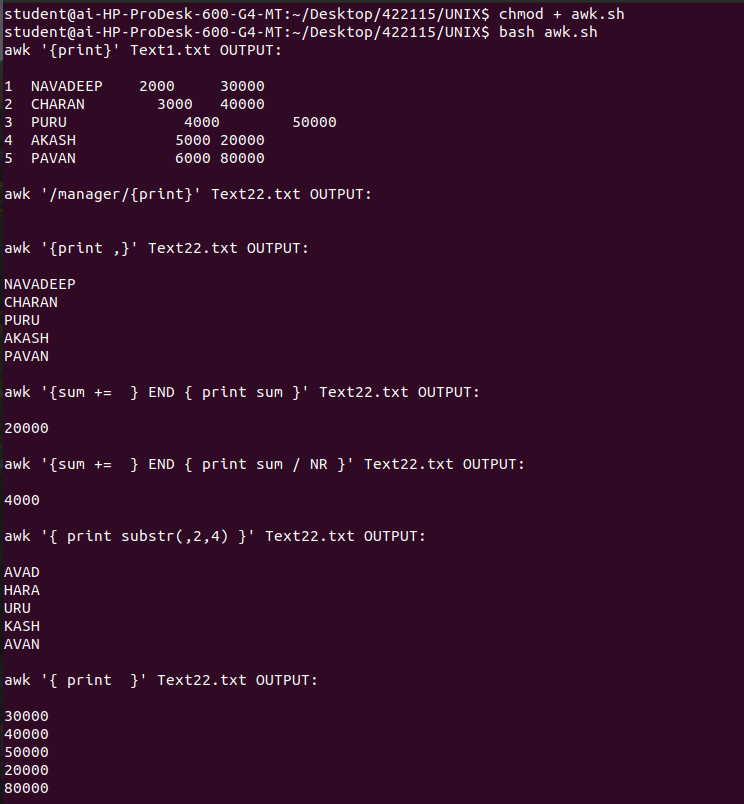 student@ai-HP-ProDesk-600-G4-MT:~/Desktop/422115/UNIX$ chmod + awk.sh
student@ai-HP-ProDesk-600-G4-MT:~/Desktop/422115/UNIX$ bash awk.sh
awk '{print}' Text1.txt OUTPUT:
1  NAVADEEP    2000     30000
2  CHARAN        3000   40000
3  PURU             4000        50000
4  AKASH           5000 20000
5  PAVAN           6000 80000
awk '/manager/{print}' Text22.txt OUTPUT:
awk '{print ,}' Text22.txt OUTPUT:
NAVADEEP
CHARAN
PURU
AKASH
PAVAN
awk '{sum +=  } END { print sum }' Text22.txt OUTPUT:
20000
awk '{sum +=  } END { print sum / NR }' Text22.txt OUTPUT:
4000
awk '{ print substr(,2,4) }' Text22.txt OUTPUT:
AVAD
HARA
URU
KASH
AVAN
awk '{ print  }' Text22.txt OUTPUT:
30000
40000
50000
20000
80000